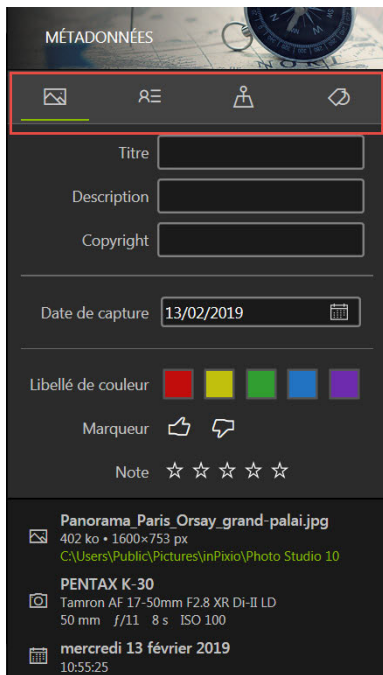 MÉTADONNÉES
Titre
Description
Copyright
Date de capture 13/02/2019
Libellé de couleur
Marqueur
Note
Panorama_Paris_Orsay_grand-palai.jpg
402 ko • 1600×753 px
C:\Users\Public\Pictures\inPixio\Photo Studio 10
PENTAX K-30
Tamron AF 17-50mm F2.8 XR Di-II LD
50 mm ƒ/11 8 s ISO 100
mercredi 13 février 2019
10:55:25